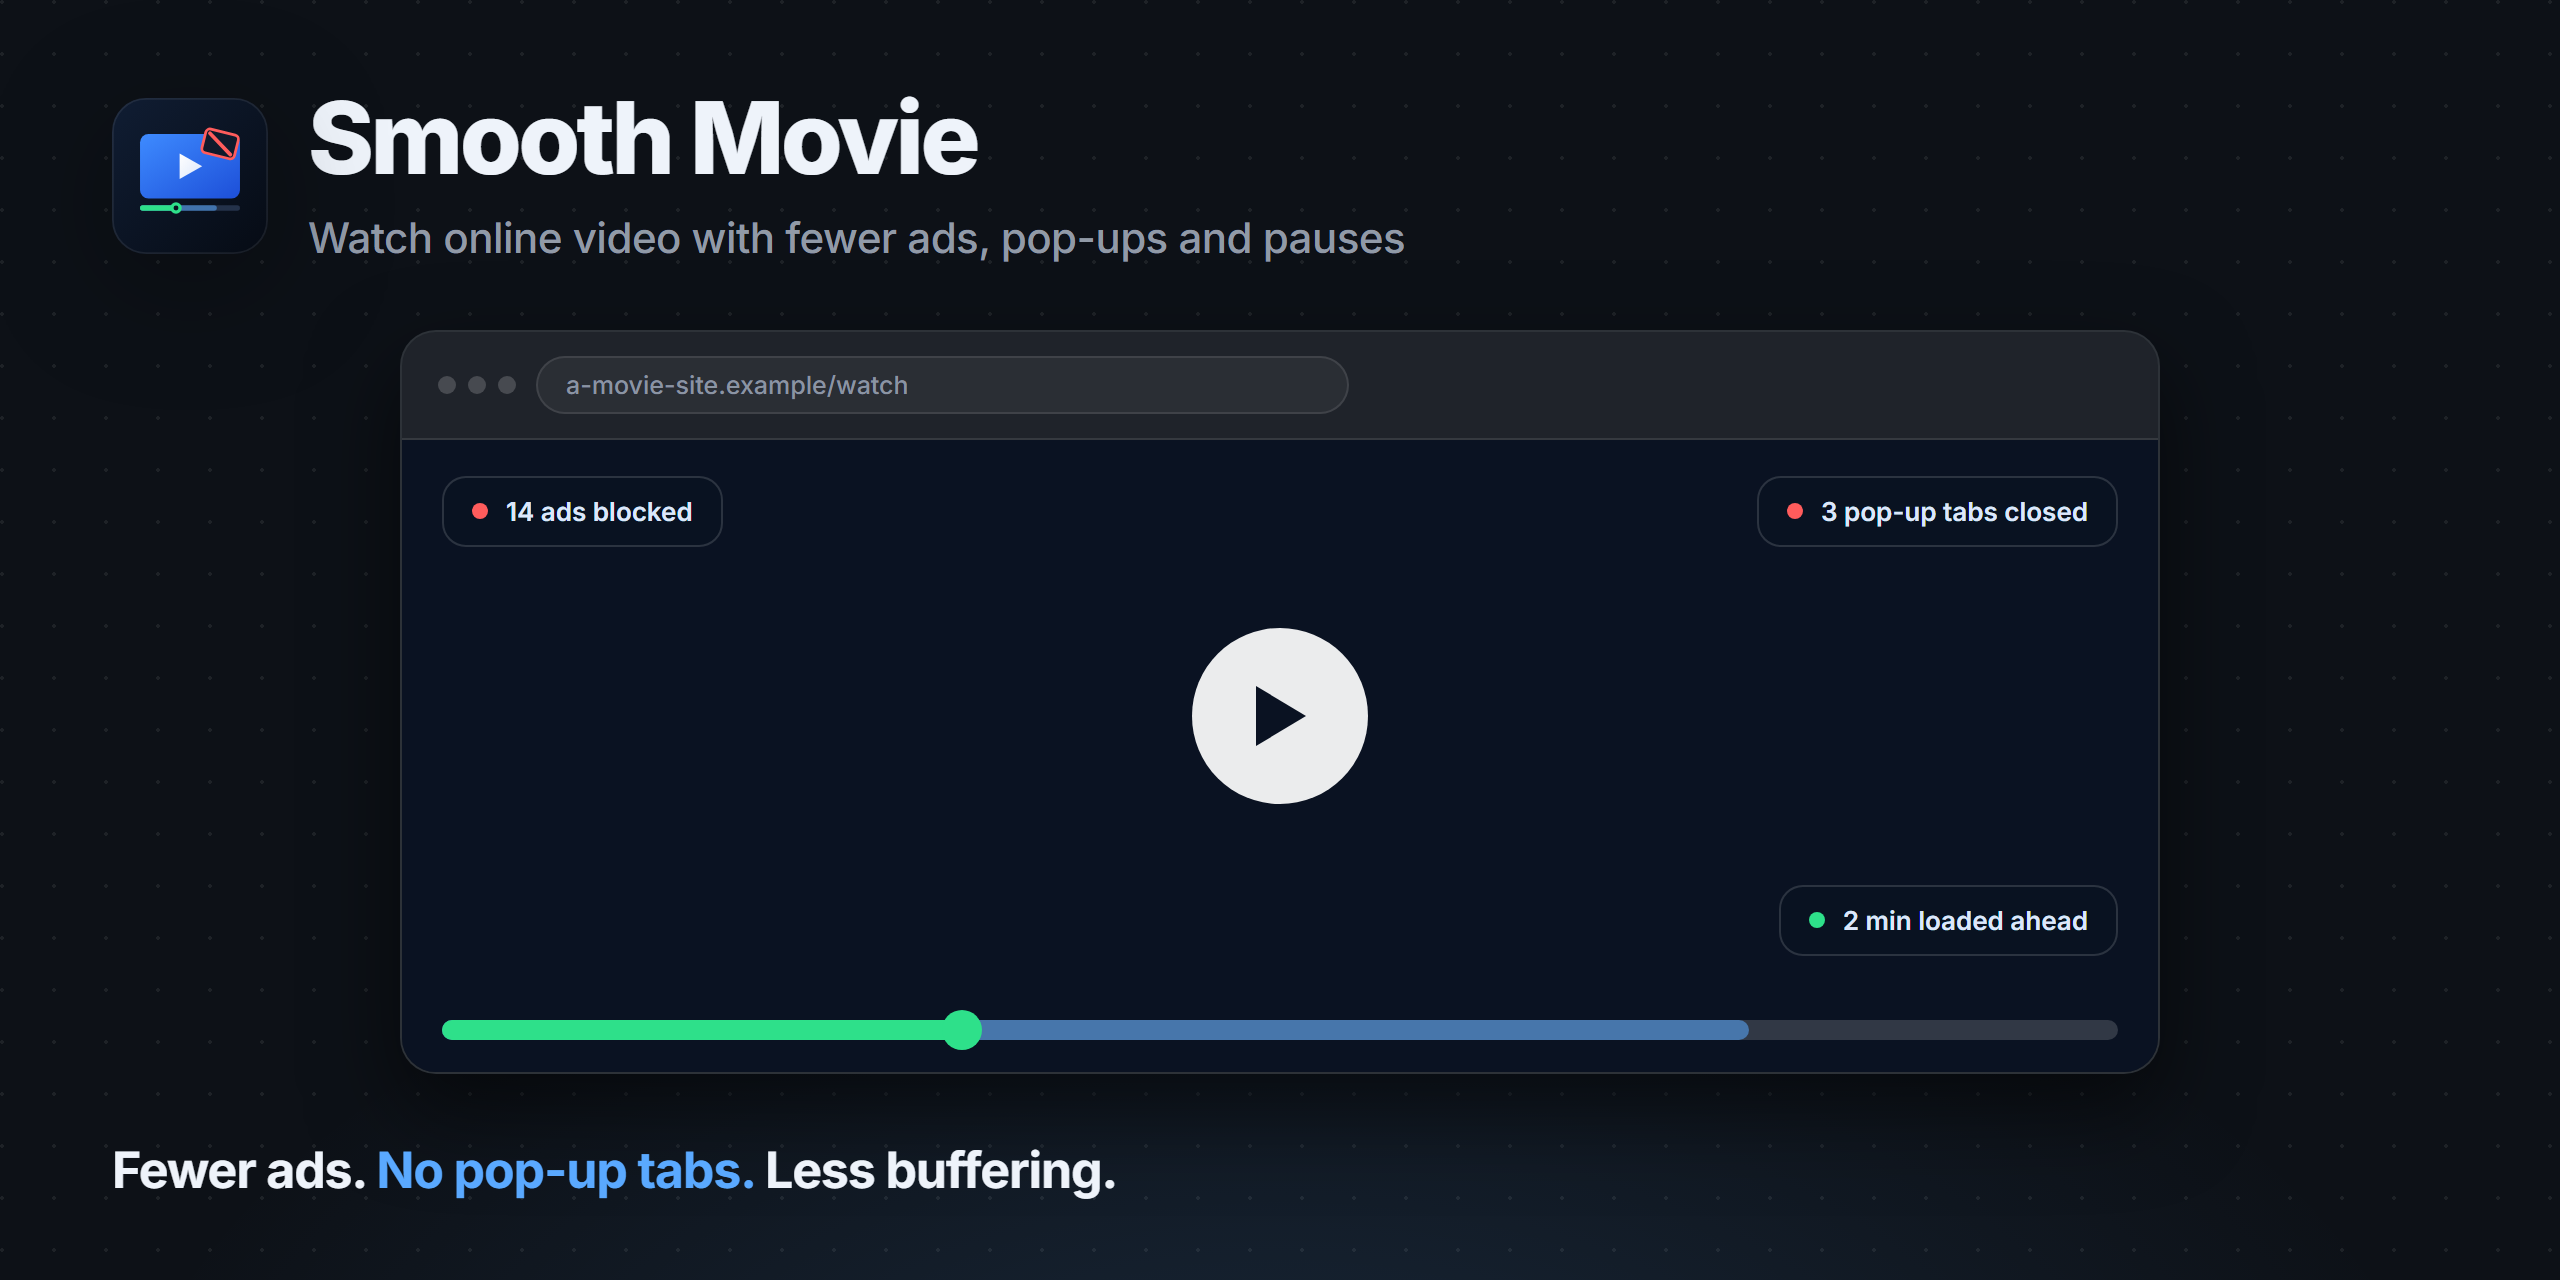 Smooth Movie
Watch online video with fewer ads, pop-ups and pauses
a-movie-site.example/watch
14 ads blocked
3 pop-up tabs closed
2 min loaded ahead
Fewer ads. No pop-up tabs. Less buffering.